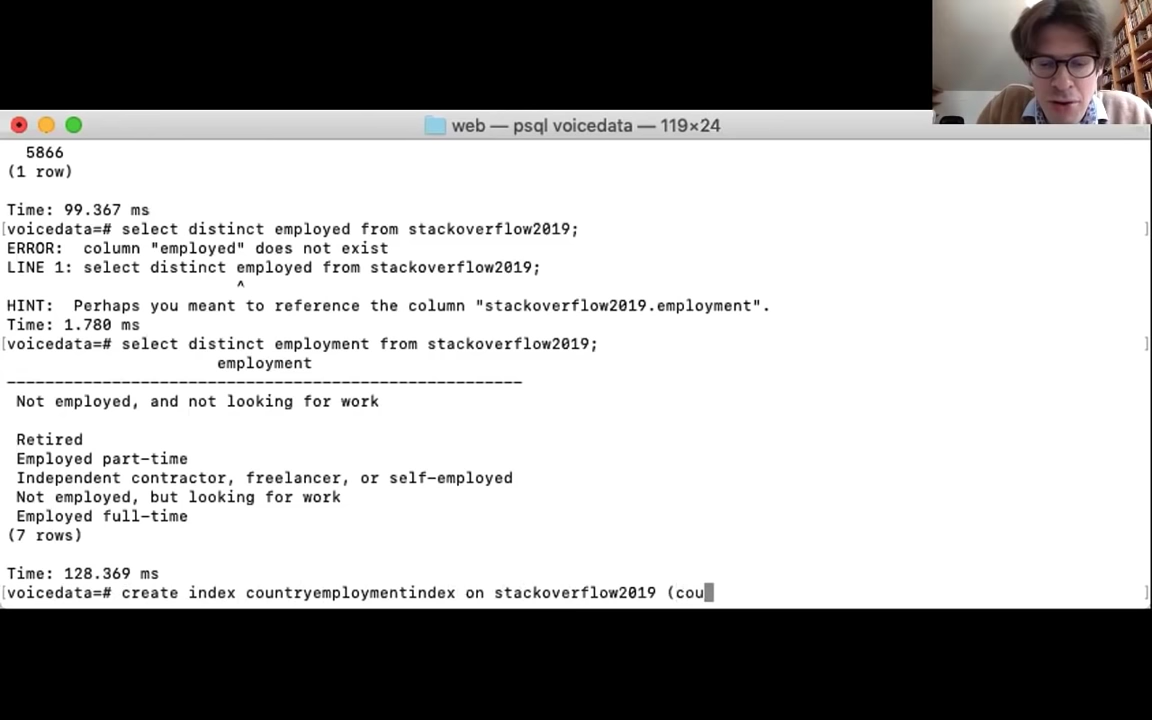 web — psql voicedata — 119×24
5866
(1 row)
Time: 99.367 ms
[voicedata=# select distinct employed from stackoverflow2019; ]
ERROR:  column "employed" does not exist
LINE 1: select distinct employed from stackoverflow2019;
^
HINT:  Perhaps you meant to reference the column "stackoverflow2019.employment".
Time: 1.780 ms
[voicedata=# select distinct employment from stackoverflow2019; ]
employment
------------------------------------------------------
Not employed, and not looking for work
Retired
Employed part-time
Independent contractor, freelancer, or self-employed
Not employed, but looking for work
Employed full-time
(7 rows)
Time: 128.369 ms
[voicedata=# create index countryemploymentindex on stackoverflow2019 (cou ]